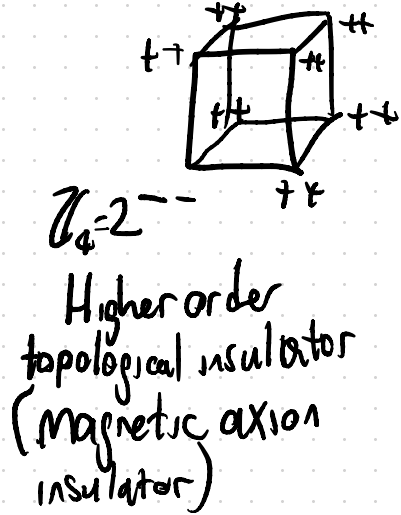 ++
++
++
++
++
++
++
Z₄=2 --
Higher order
topological insulator
(magnetic axion
insulator)